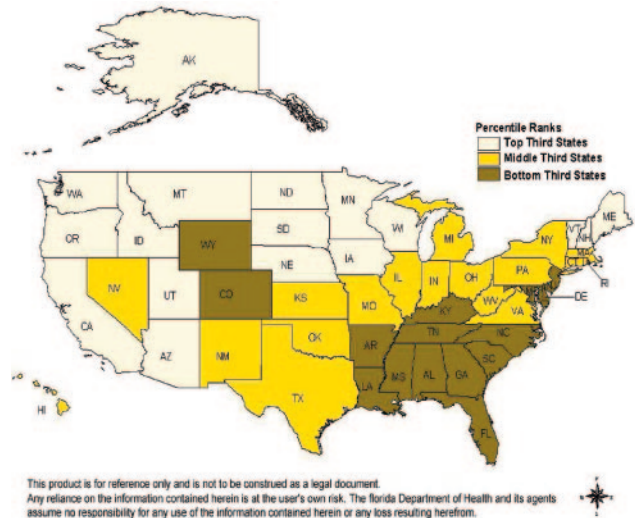 AK
Percentile Ranks
Top Third States
Middle Third States
Bottom Third States
WA
MT
ND
MN
WI
MI
NY
VT
NH
ME
MA
RI
OR
ID
WY
SD
IA
NE
NV
UT
CO
KS
MO
IL
IN
OH
PA
WV
VA
DE
KY
CA
AZ
NM
OK
AR
TN
NC
SC
TX
LA
MS
AL
GA
FL
HI
This product is for reference only and is not to be construed as a legal document.
Any reliance on the information contained herein is at the user's own risk. The florida Department of Health and its agents
assume no responsibility for any use of the information contained herein or any loss resulting herefrom.